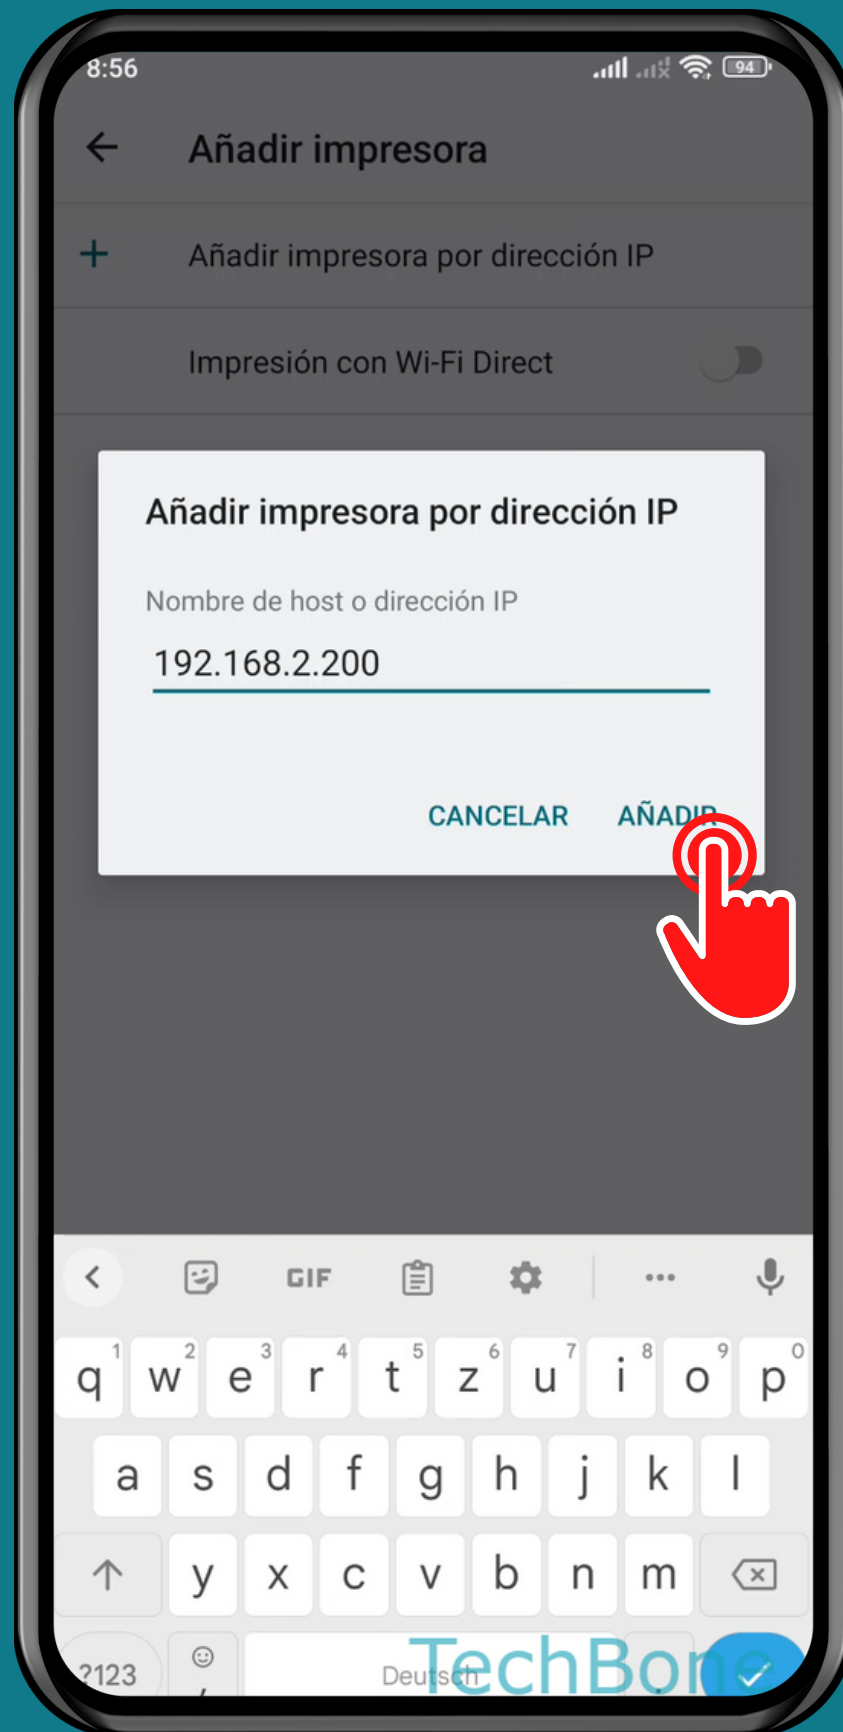 8:56
94
Añadir impresora
Añadir impresora por dirección IP
Impresión con Wi-Fi Direct
Añadir impresora por dirección IP
Nombre de host o dirección IP
192.168.2.200
CANCELAR AÑADIR
GIF
1 2 3 4 5 6 7 8 9 0
q w e r t z u i o p
a s d f g h j k l
y x c v b n m
?123 , Deutsch .
TechBone